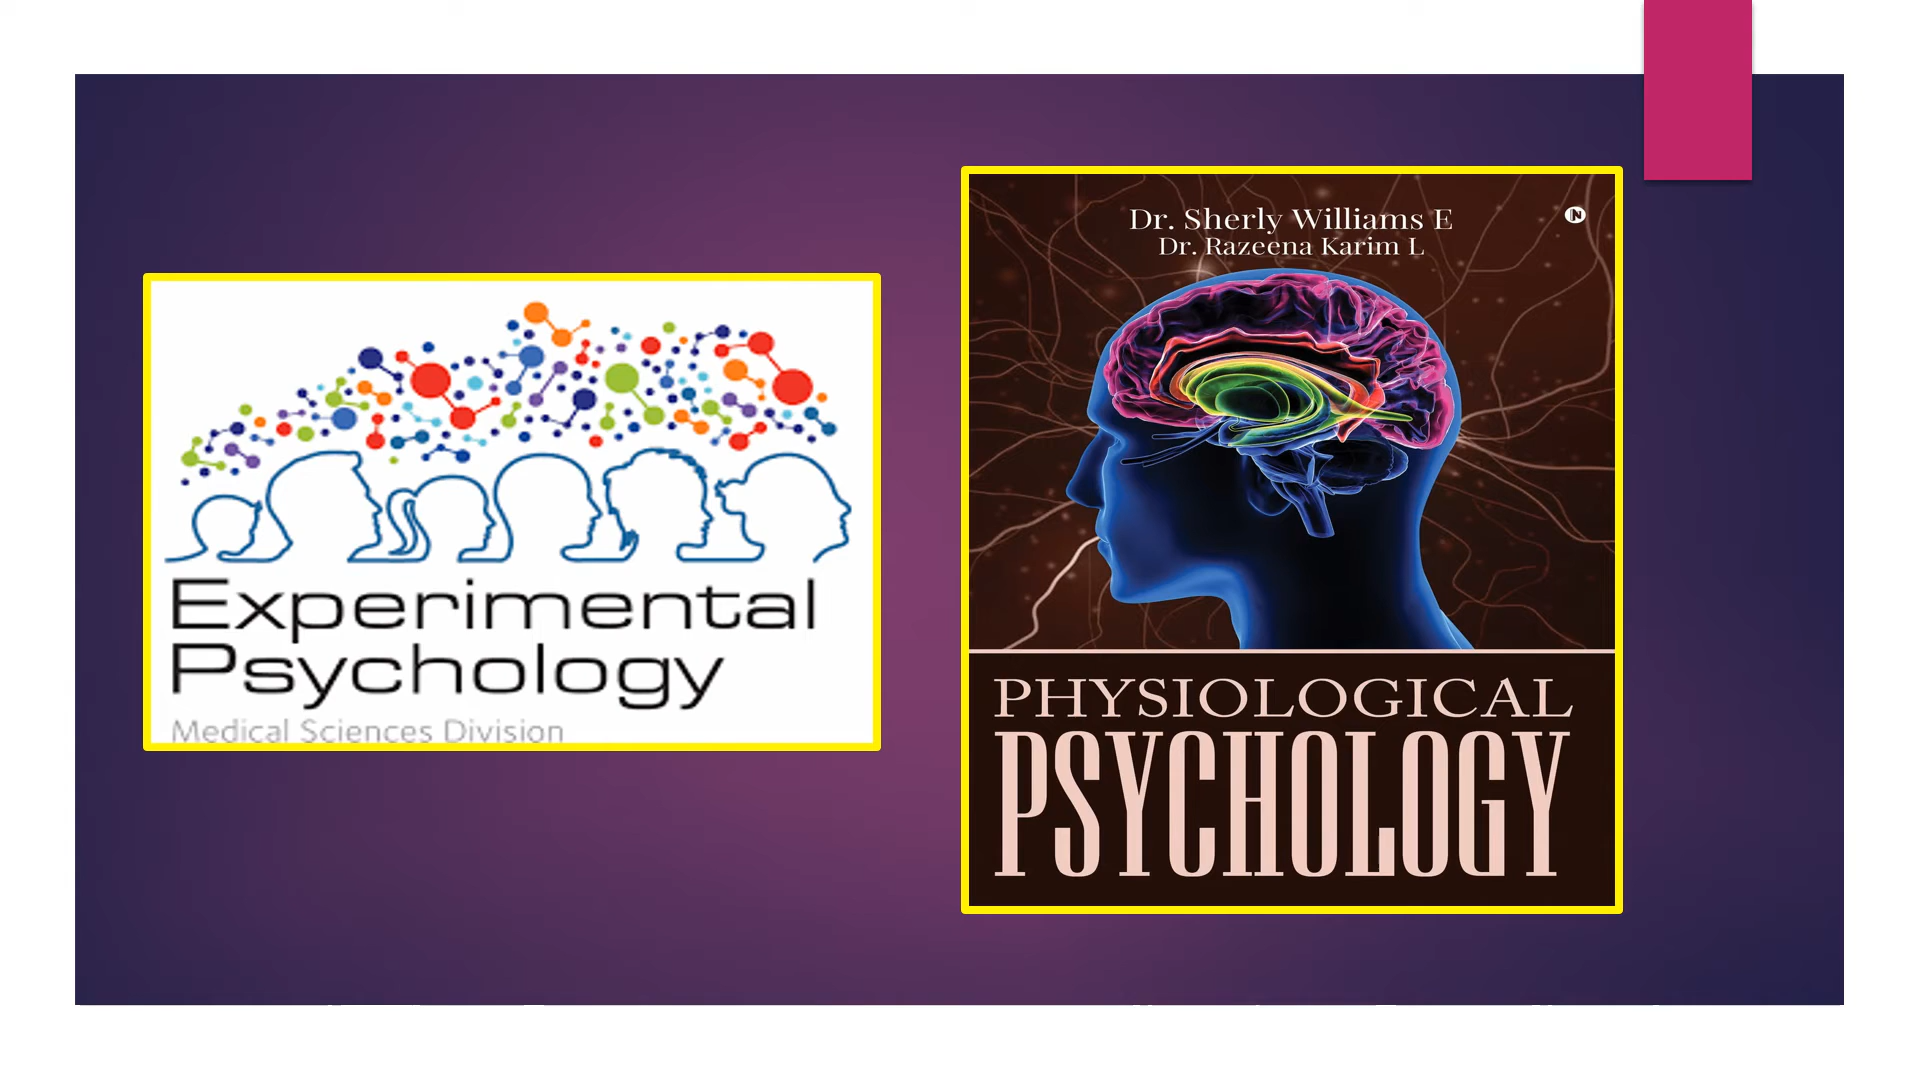 Experimental
Psychology
Medical Sciences Division
Dr. Sherly Williams E
Dr. Razeena Karim L
N
PHYSIOLOGICAL
PSYCHOLOGY